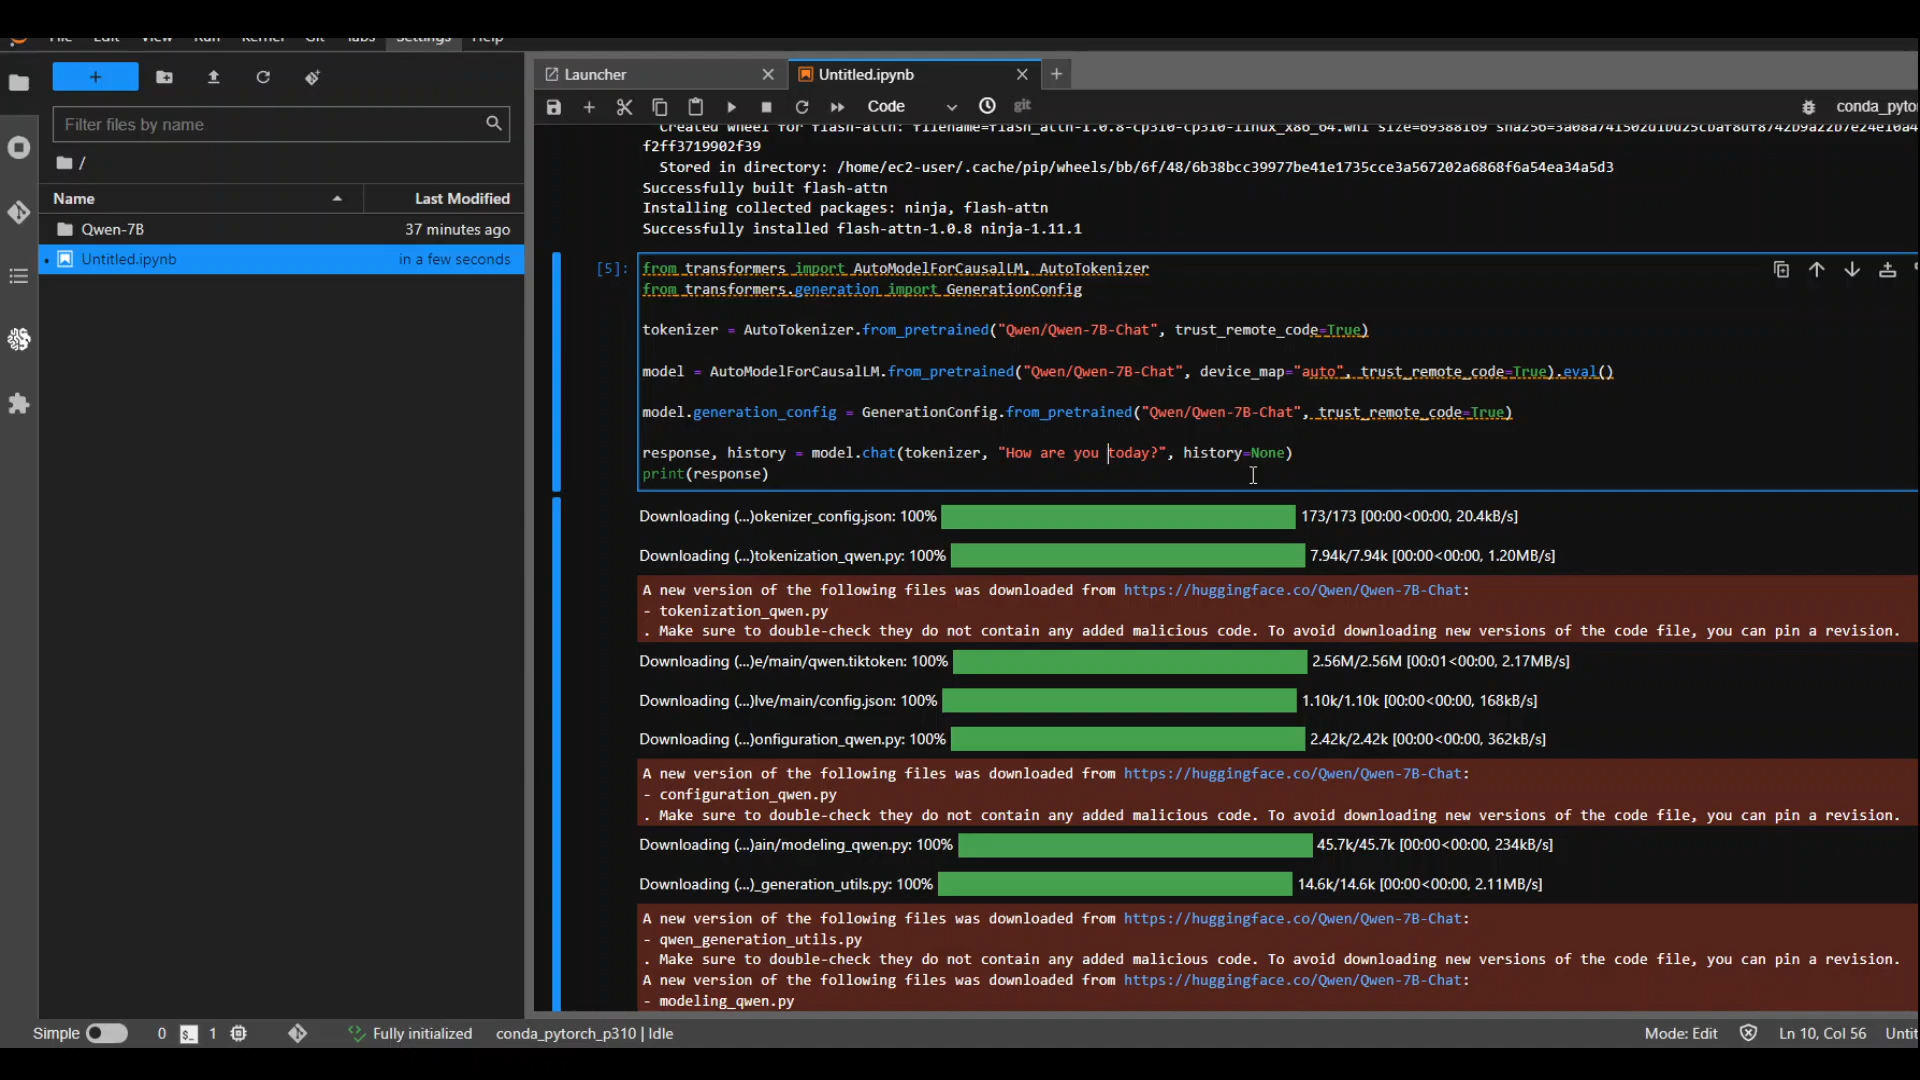 File Edit View Run Kernel Git Tabs Settings Help
Filter files by name
/
Name Last Modified
Qwen-7B 37 minutes ago
Untitled.ipynb in a few seconds
Launcher
Untitled.ipynb
Code
git
Stored in directory: /home/ec2-user/.cache/pip/wheels/bb/6f/48/6b38bcc39977be41e1735cce3a567202a6868f6a54ea34a5d3
f2ff3719902f39
Successfully built flash-attn
Installing collected packages: ninja, flash-attn
Successfully installed flash-attn-1.0.8 ninja-1.11.1
[5]:
from transformers import AutoModelForCausalLM, AutoTokenizer
from transformers.generation import GenerationConfig
tokenizer = AutoTokenizer.from_pretrained("Qwen/Qwen-7B-Chat", trust_remote_code=True)
model = AutoModelForCausalLM.from_pretrained("Qwen/Qwen-7B-Chat", device_map="auto", trust_remote_code=True).eval()
model.generation_config = GenerationConfig.from_pretrained("Qwen/Qwen-7B-Chat", trust_remote_code=True)
response, history = model.chat(tokenizer, "How are you today?", history=None)
print(response)
Downloading (...)okenizer_config.json: 100% 173/173 [00:00<00:00, 20.4kB/s]
Downloading (...)tokenization_qwen.py: 100% 7.94k/7.94k [00:00<00:00, 1.20MB/s]
A new version of the following files was downloaded from https://huggingface.co/Qwen/Qwen-7B-Chat:
- tokenization_qwen.py
. Make sure to double-check they do not contain any added malicious code. To avoid downloading new versions of the code file, you can pin a revision.
Downloading (...)e/main/qwen.tiktoken: 100% 2.56M/2.56M [00:01<00:00, 2.17MB/s]
Downloading (...)lve/main/config.json: 100% 1.10k/1.10k [00:00<00:00, 168kB/s]
Downloading (...)onfiguration_qwen.py: 100% 2.42k/2.42k [00:00<00:00, 362kB/s]
A new version of the following files was downloaded from https://huggingface.co/Qwen/Qwen-7B-Chat:
- configuration_qwen.py
. Make sure to double-check they do not contain any added malicious code. To avoid downloading new versions of the code file, you can pin a revision.
Downloading (...)ain/modeling_qwen.py: 100% 45.7k/45.7k [00:00<00:00, 234kB/s]
Downloading (...)_generation_utils.py: 100% 14.6k/14.6k [00:00<00:00, 2.11MB/s]
A new version of the following files was downloaded from https://huggingface.co/Qwen/Qwen-7B-Chat:
- qwen_generation_utils.py
. Make sure to double-check they do not contain any added malicious code. To avoid downloading new versions of the code file, you can pin a revision.
A new version of the following files was downloaded from https://huggingface.co/Qwen/Qwen-7B-Chat:
- modeling_qwen.py
Simple 0 1 Fully initialized conda_pytorch_p310 | Idle Mode: Edit Ln 10, Col 56